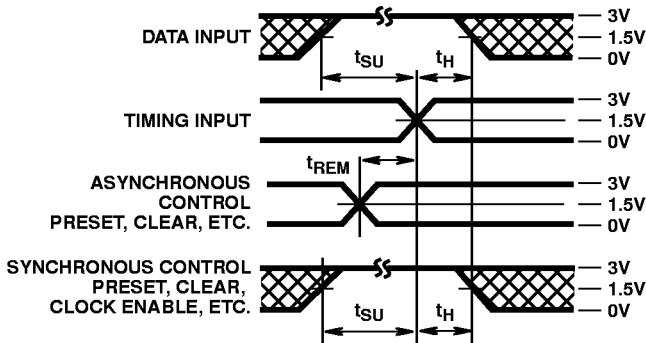 3V
DATA INPUT
1.5V
0V
tSU
tH
3V
TIMING INPUT
1.5V
0V
tREM
ASYNCHRONOUS
CONTROL
PRESET, CLEAR, ETC.
3V
1.5V
0V
SYNCHRONOUS CONTROL
PRESET, CLEAR,
CLOCK ENABLE, ETC.
3V
1.5V
0V
tSU
tH